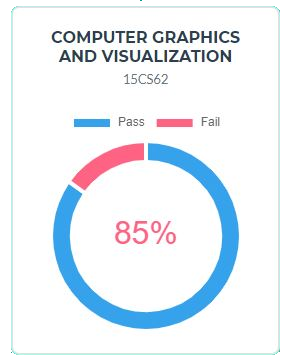 COMPUTER GRAPHICS
AND VISUALIZATION
15CS62
Pass Fail
85%